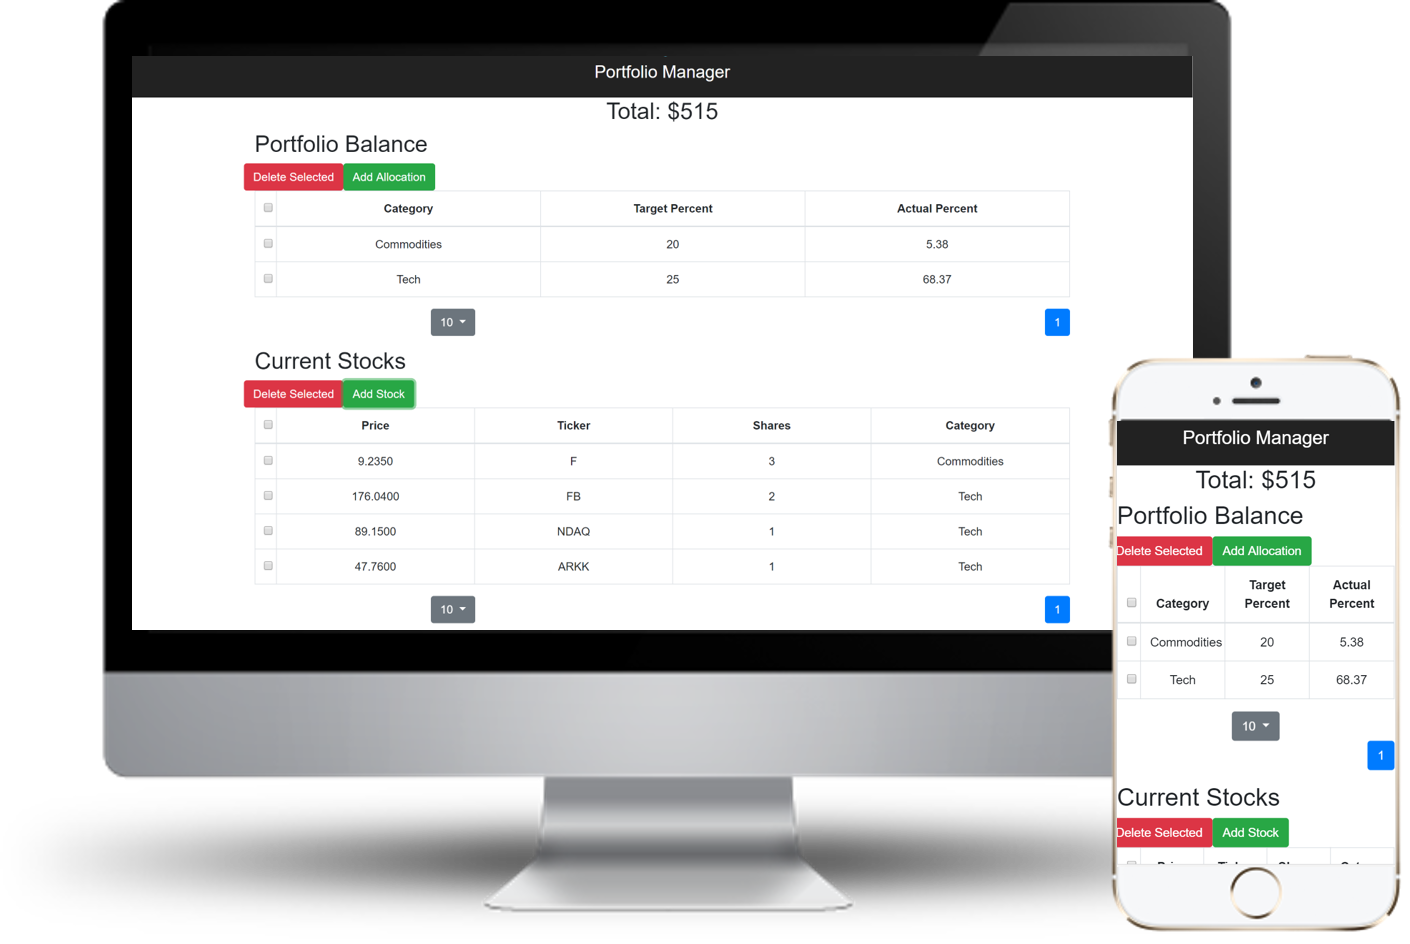 Portfolio Manager
Total: $515
Portfolio Balance
Delete Selected Add Allocation
Category Target Percent Actual Percent
Commodities 20 5.38
Tech 25 68.37
10 1
Current Stocks
Delete Selected Add Stock
Price Ticker Shares Category
9.2350 F 3 Commodities
176.0400 FB 2 Tech
89.1500 NDAQ 1 Tech
47.7600 ARKK 1 Tech
10 1
Portfolio Manager
Total: $515
Portfolio Balance
Delete Selected Add Allocation
Category Target Percent Actual Percent
Commodities 20 5.38
Tech 25 68.37
10
1
Current Stocks
Delete Selected Add Stock